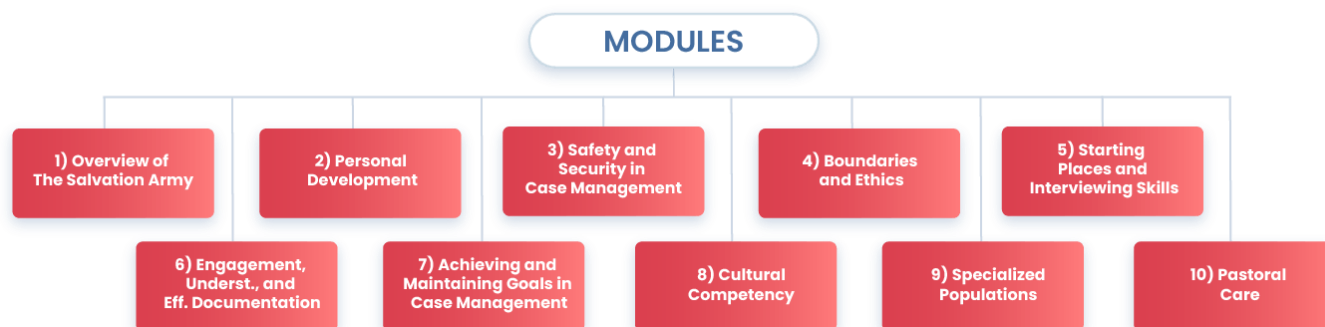 MODULES
1) Overview of
The Salvation Army
2) Personal
Development
3) Safety and
Security in
Case Management
4) Boundaries
and Ethics
5) Starting
Places and
Interviewing Skills
6) Engagement,
Underst., and
Eff. Documentation
7) Achieving and
Maintaining Goals in
Case Management
8) Cultural
Competency
9) Specialized
Populations
10) Pastoral
Care